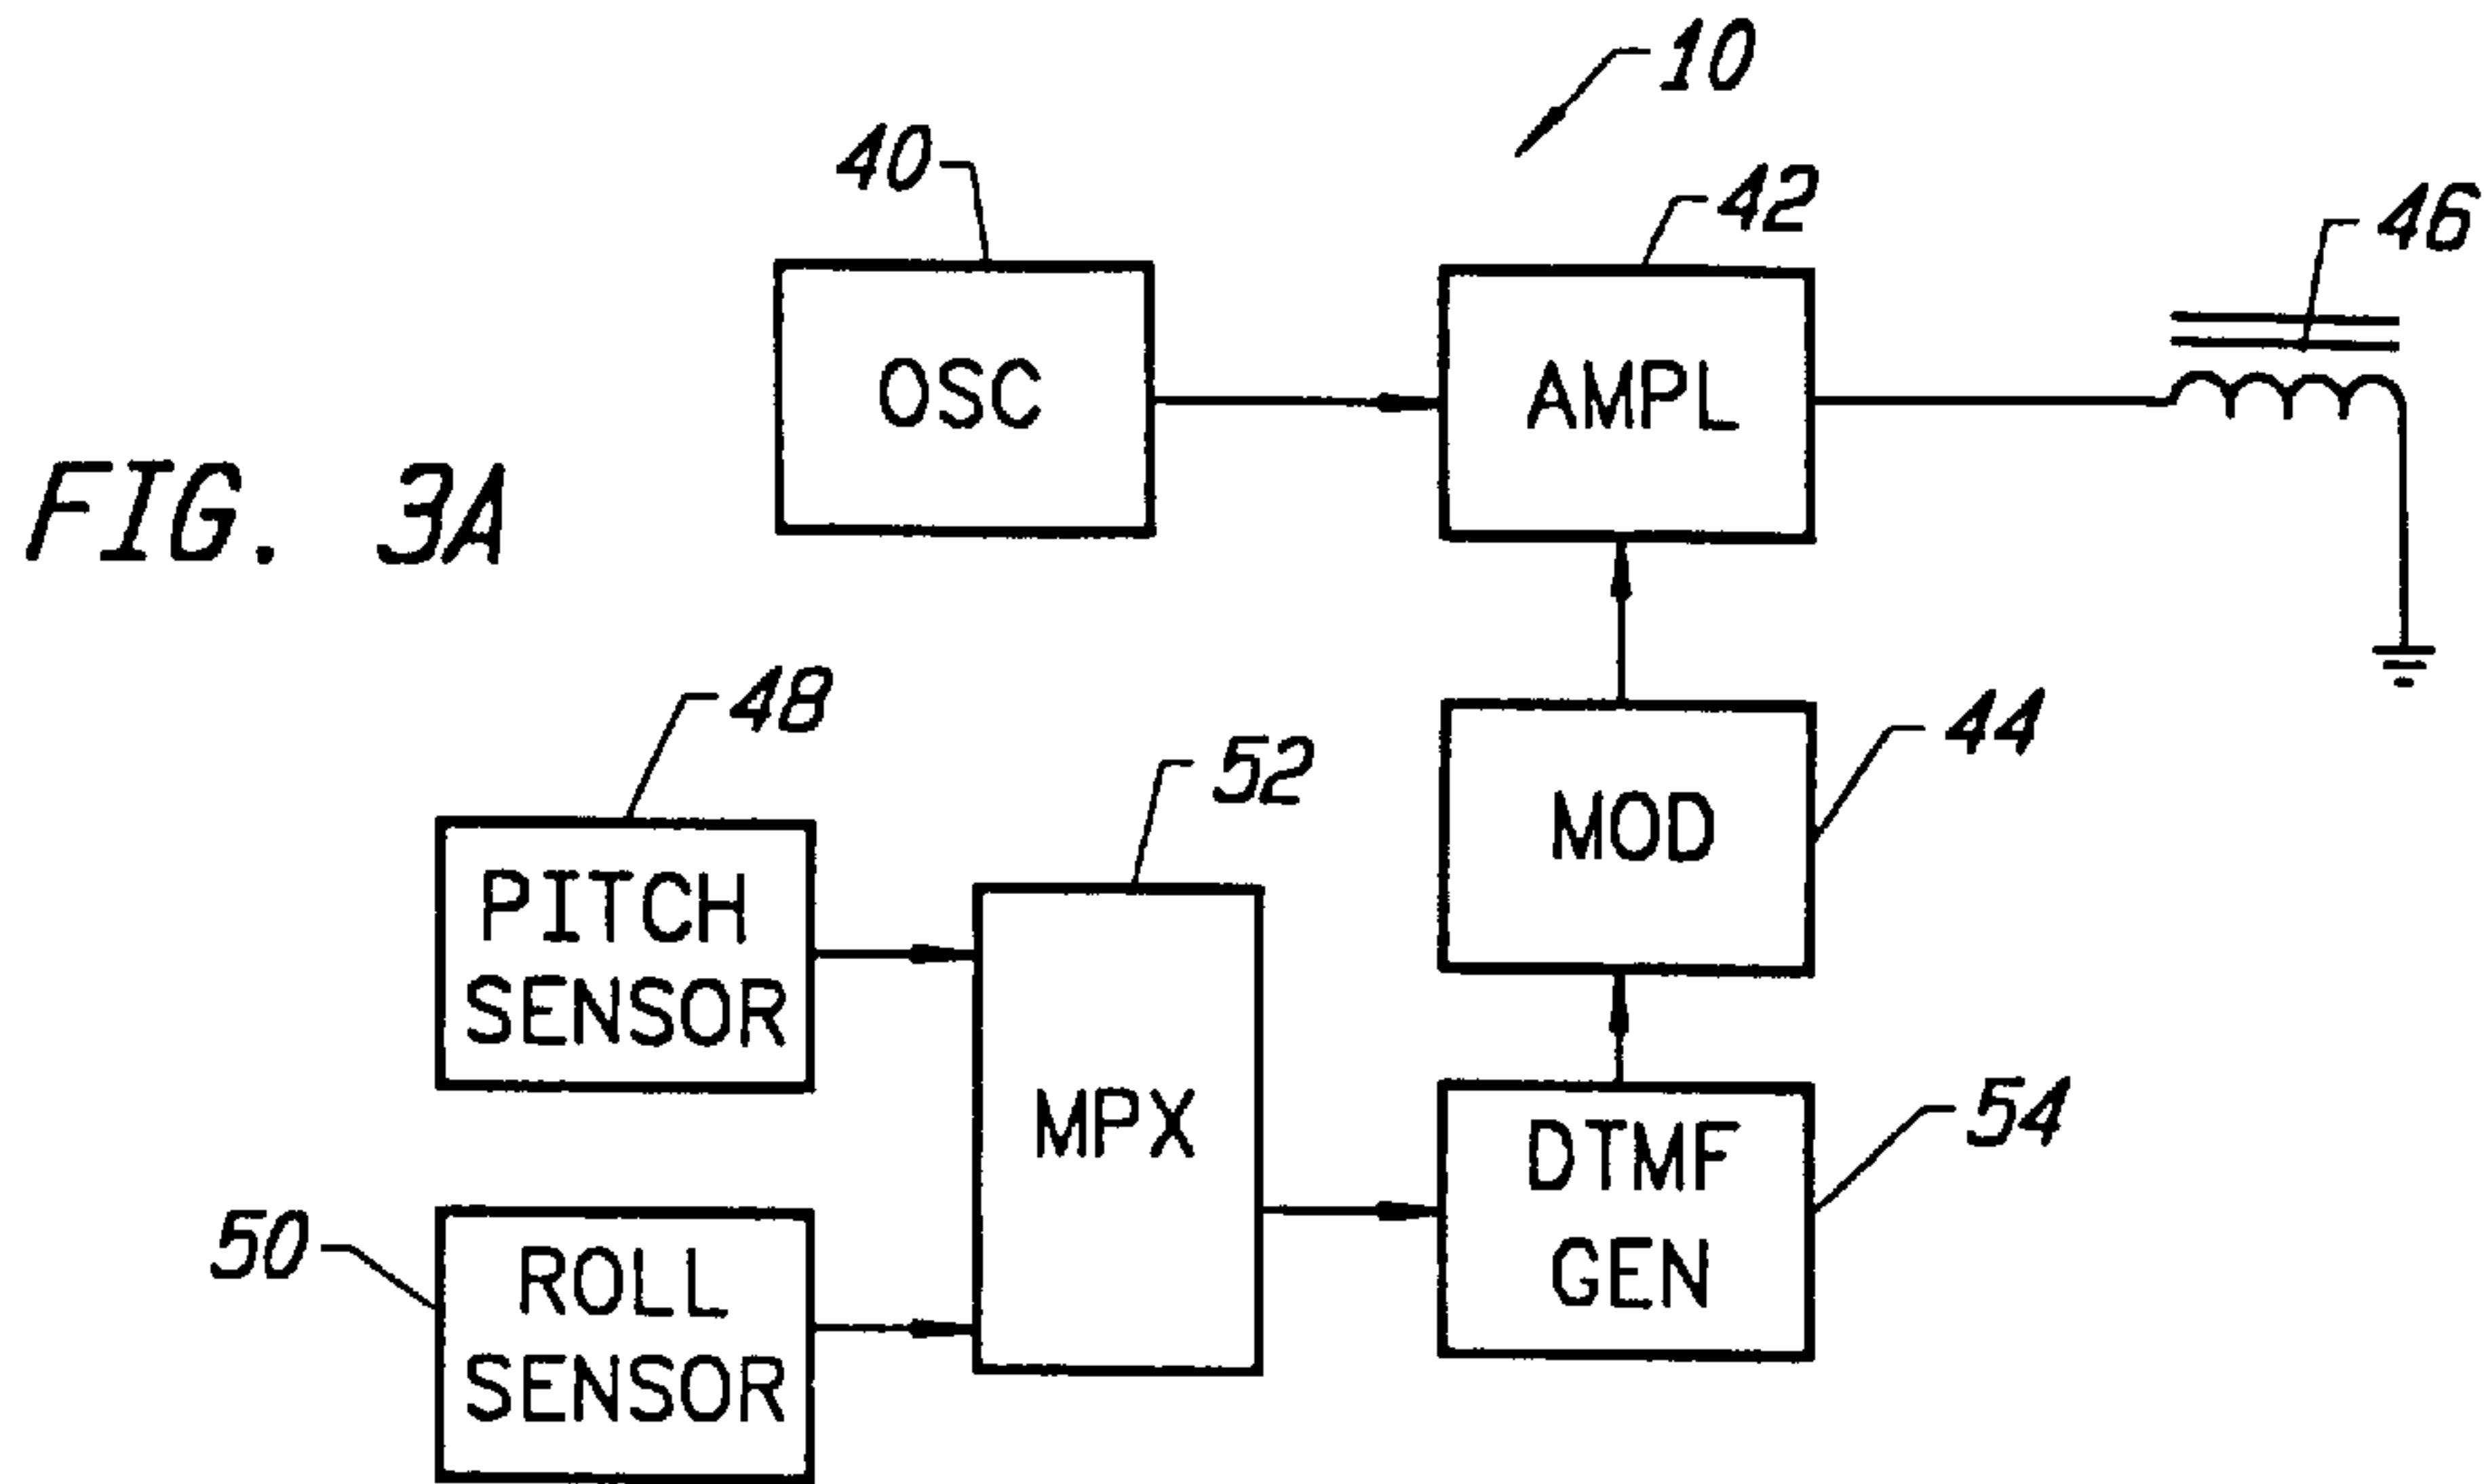 10
40
42
46
OSC
AMPL
FIG. 3A
48
44
52
MOD
PITCH
SENSOR
MPX
54
DTMF
GEN
50
ROLL
SENSOR